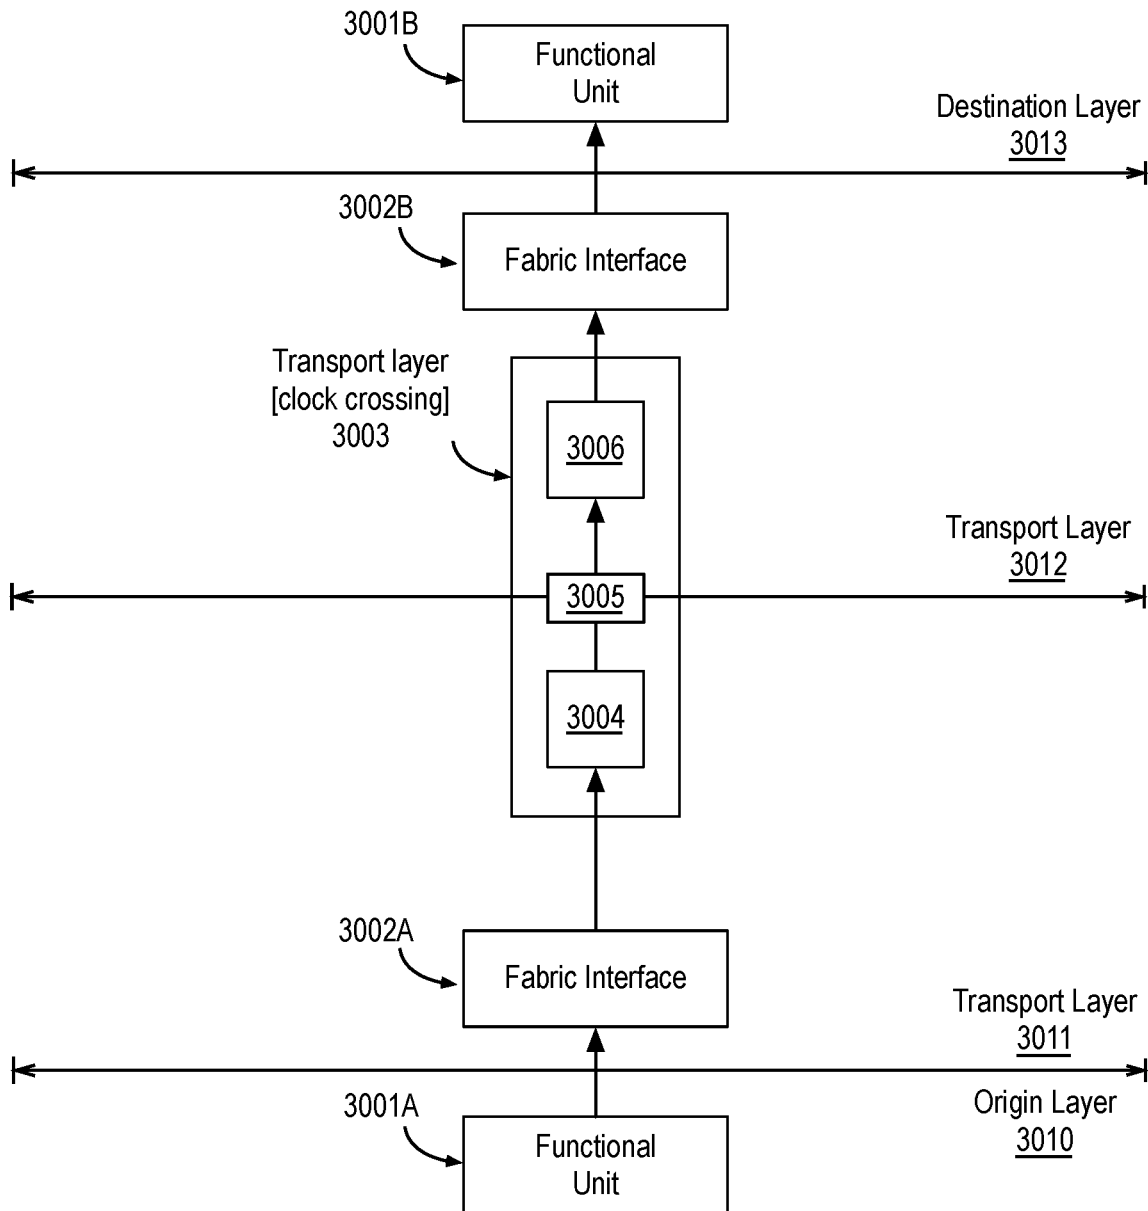 3001B
Functional
Unit
Destination Layer
3013
3002B
Fabric Interface
Transport layer
[clock crossing]
3003
3006
Transport Layer
3012
3005
3004
3002A
Fabric Interface
Transport Layer
3011
3001A
Origin Layer
3010
Functional
Unit